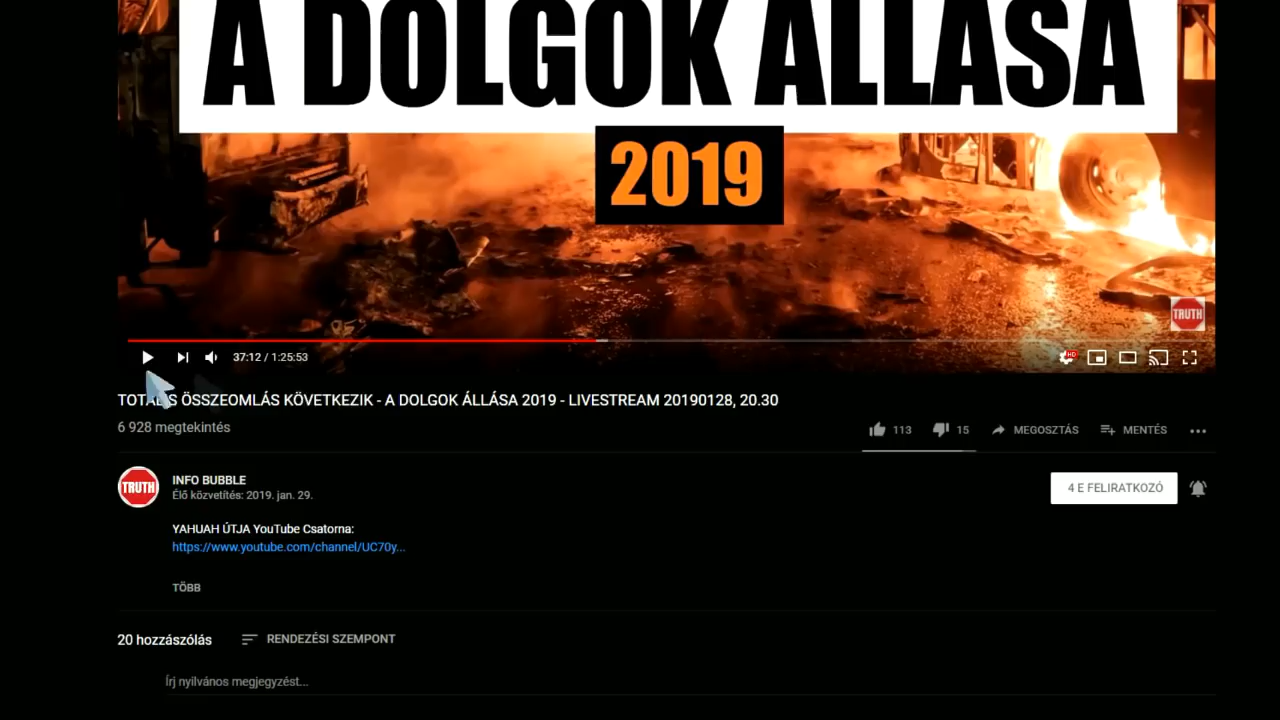 A DOLGOK ÁLLÁSA
2019
TRUTH
37:12 / 1:25:53
HD
TOTÁLIS ÖSSZEOMLÁS KÖVETKEZIK - A DOLGOK ÁLLÁSA 2019 - LIVESTREAM 20190128, 20.30
6 928 megtekintés
113
15
MEGOSZTÁS
MENTÉS
TRUTH
INFO BUBBLE
Élő közvetítés: 2019. jan. 29.
4 E FELIRATKOZÓ
YAHUAH ÚTJA YouTube Csatorna:
https://www.youtube.com/channel/UC70y...
TÖBB
20 hozzászólás
RENDEZÉSI SZEMPONT
Írj nyilvános megjegyzést...